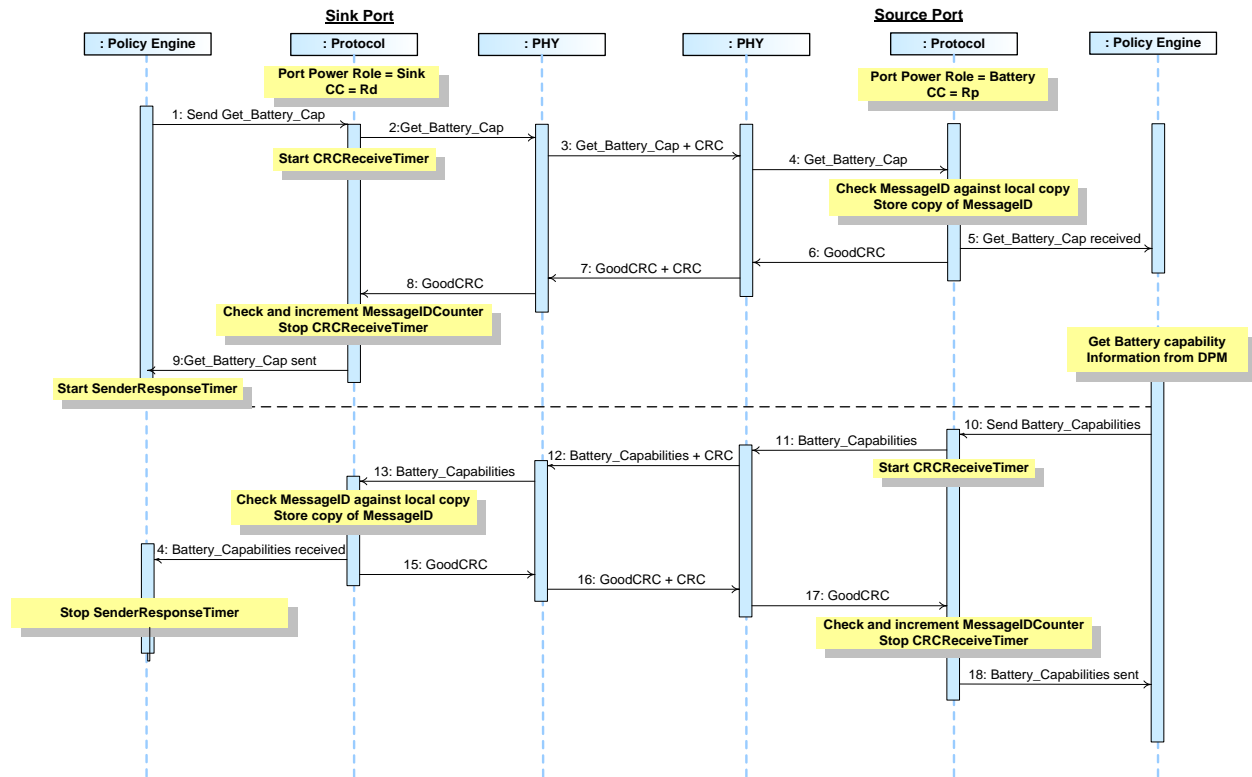 Sink Port
Source Port
: Policy Engine
: Protocol
: PHY
: PHY
: Protocol
: Policy Engine
Port Power Role = Sink
CC = Rd
Port Power Role = Battery
CC = Rp
1: Send Get_Battery_Cap
2:Get_Battery_Cap
Start CRCReceiveTimer
3: Get_Battery_Cap + CRC
4: Get_Battery_Cap
Check MessageID against local copy
Store copy of MessageID
5: Get_Battery_Cap received
6: GoodCRC
7: GoodCRC + CRC
8: GoodCRC
Check and increment MessageIDCounter
Stop CRCReceiveTimer
Get Battery capability
Information from DPM
9:Get_Battery_Cap sent
Start SenderResponseTimer
10: Send Battery_Capabilities
11: Battery_Capabilities
Start CRCReceiveTimer
12: Battery_Capabilities + CRC
13: Battery_Capabilities
Check MessageID against local copy
Store copy of MessageID
4: Battery_Capabilities received
15: GoodCRC
16: GoodCRC + CRC
17: GoodCRC
Stop SenderResponseTimer
Check and increment MessageIDCounter
Stop CRCReceiveTimer
18: Battery_Capabilities sent